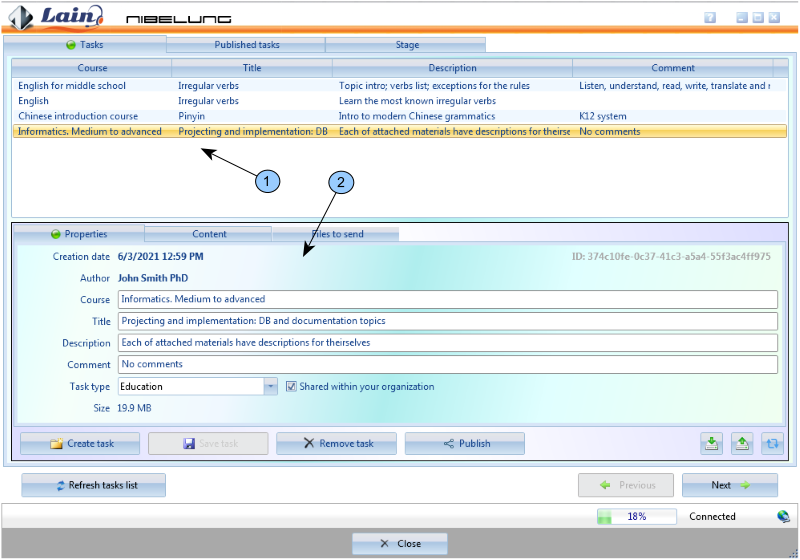 Lain
NIBELUNG
?
Tasks Published tasks Stage
Course Title Description Comment
English for middle school Irregular verbs Topic intro; verbs list; exceptions for the rules Listen, understand, read, write, translate and r
English Irregular verbs Learn the most known irregular verbs
Chinese introduction course Pinyin Intro to modern Chinese grammatics K12 system
Informatics. Medium to advanced Projecting and implementation: DB Each of attached materials have descriptions for theirse No comments
1 2
Properties Content Files to send
Creation date 6/3/2021 12:59 PM ID: 374c10fe-0c37-41c3-a5a4-55f3ac4ff975
Author John Smith PhD
Course Informatics. Medium to advanced
Title Projecting and implementation: DB and documentation topics
Description Each of attached materials have descriptions for theirselves
Comment No comments
Task type Education Shared within your organization
Size 19.9 MB
Create task Save task Remove task Publish
Refresh tasks list Previous Next
18% Connected
Close